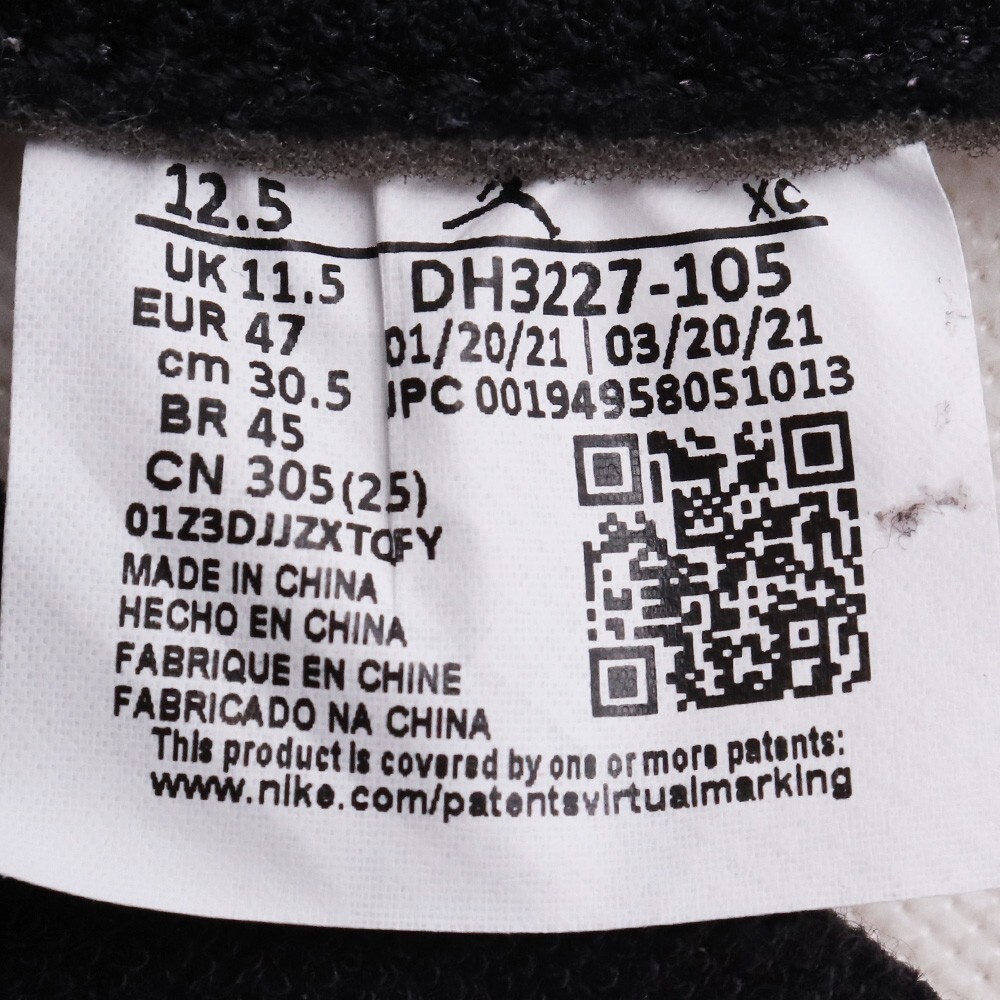 12.5 XC
UK 11.5 DH3227-105
EUR 47 01/20/21 | 03/20/21
cm 30.5 UPC 00194958051013
BR 45
CN 305(25)
01Z3DJJZXTQFY
MADE IN CHINA
HECHO EN CHINA
FABRIQUE EN CHINE
FABRICADO NA CHINA
This product is covered by one or more patents:
www.nike.com/patentsvirtualmarking